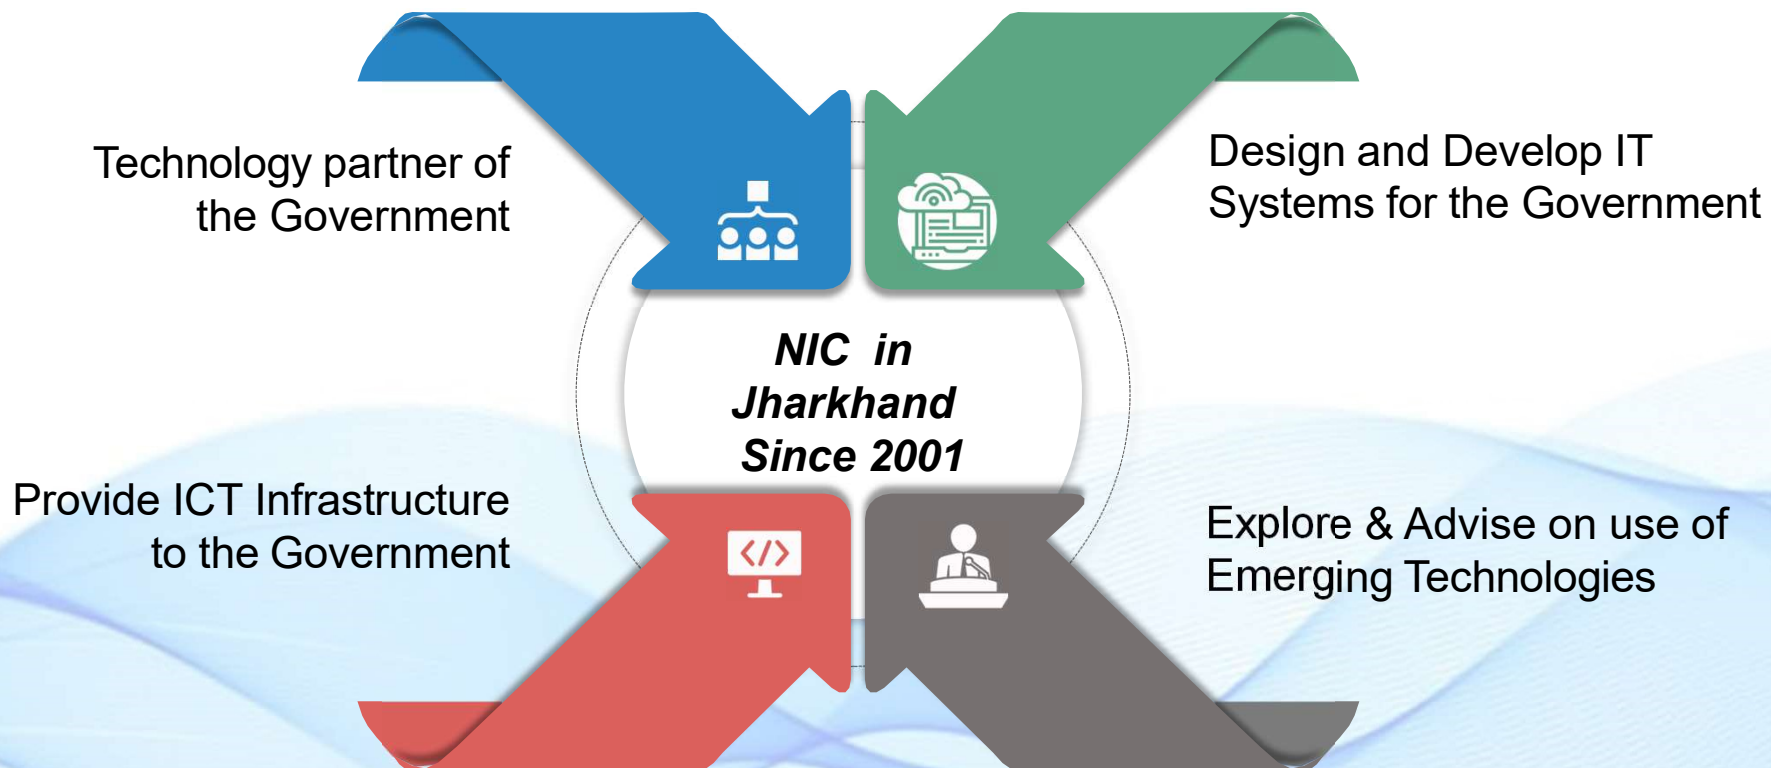 Technology partner of
the Government
Design and Develop IT
Systems for the Government
NIC in
Jharkhand
Since 2001
Provide ICT Infrastructure
to the Government
Explore & Advise on use of
Emerging Technologies